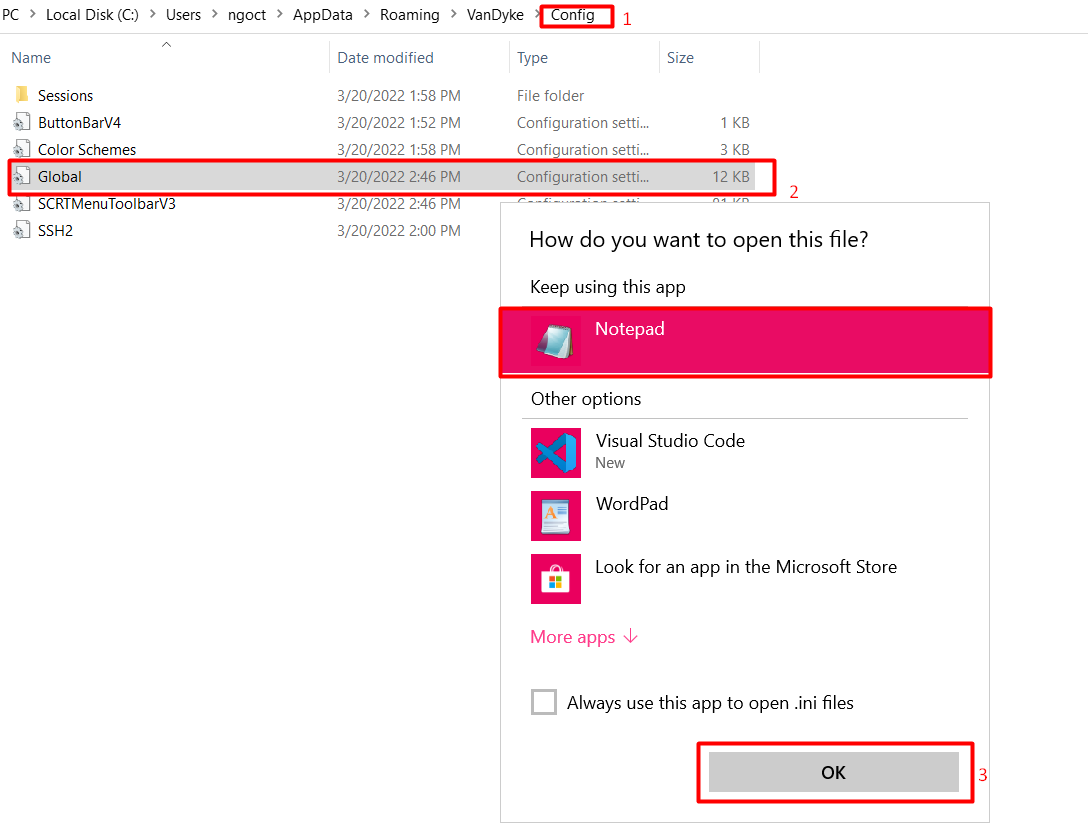 PC > Local Disk (C:) > Users > ngoct > AppData > Roaming > VanDyke > Config 1
Name Date modified Type Size
Sessions 3/20/2022 1:58 PM File folder
ButtonBarV4 3/20/2022 1:52 PM Configuration setti... 1 KB
Color Schemes 3/20/2022 1:58 PM Configuration setti... 3 KB
Global 3/20/2022 2:46 PM Configuration setti... 12 KB
2
SCRTMenuToolbarV3 3/20/2022 2:46 PM Configuration setti... 81 KB
SSH2 3/20/2022 2:00 PM
How do you want to open this file?
Keep using this app
Notepad
Other options
Visual Studio Code
New
WordPad
Look for an app in the Microsoft Store
More apps ↓
Always use this app to open .ini files
OK 3